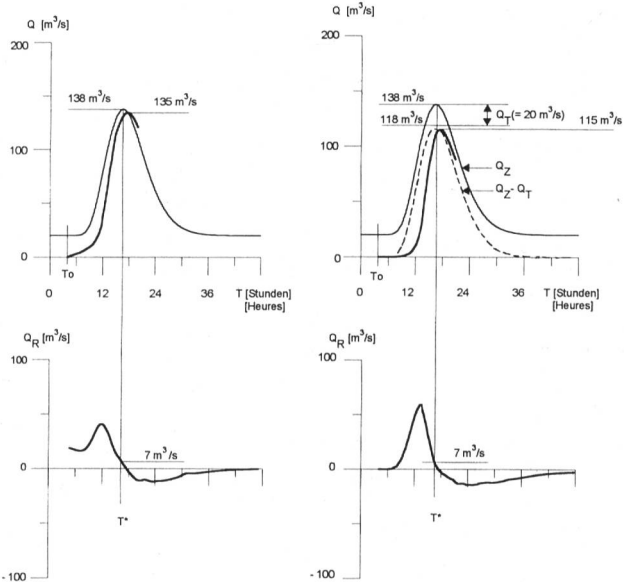 Q [m³/s]
200
138 m³/s
135 m³/s
100
0
To
0 12 24 36 T [Stunden]
[Heures]
Q_R [m³/s]
100
7 m³/s
0
T*
- 100
Q [m³/s]
200
138 m³/s
Q_T (= 20 m³/s)
118 m³/s
115 m³/s
100
Q_Z
Q_Z - Q_T
0
To
0 12 24 36 T [Stunden]
[Heures]
Q_R [m³/s]
100
7 m³/s
0
T*
- 100